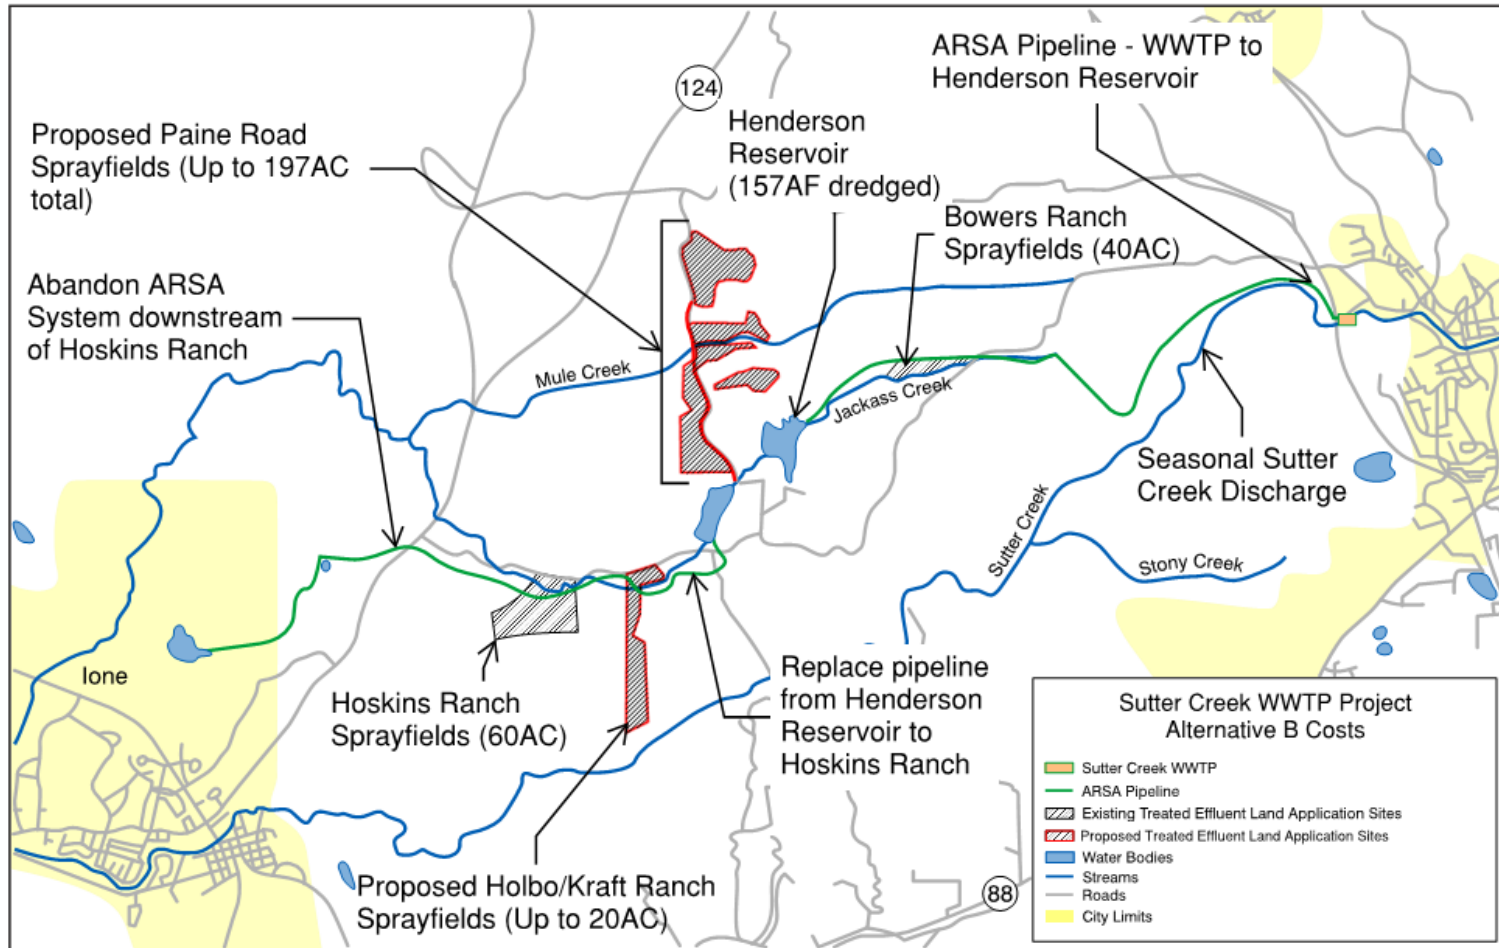 ARSA Pipeline - WWTP to
Henderson Reservoir
124
Proposed Paine Road
Sprayfields (Up to 197AC
total)
Henderson
Reservoir
(157AF dredged)
Bowers Ranch
Sprayfields (40AC)
Abandon ARSA
System downstream
of Hoskins Ranch
Mule Creek
Jackass Creek
Seasonal Sutter
Creek Discharge
Sutter Creek
Stony Creek
Ione
Hoskins Ranch
Sprayfields (60AC)
Replace pipeline
from Henderson
Reservoir to
Hoskins Ranch
Proposed Holbo/Kraft Ranch
Sprayfields (Up to 20AC)
88
Sutter Creek WWTP Project
Alternative B Costs
Sutter Creek WWTP
ARSA Pipeline
Existing Treated Effluent Land Application Sites
Proposed Treated Effluent Land Application Sites
Water Bodies
Streams
Roads
City Limits